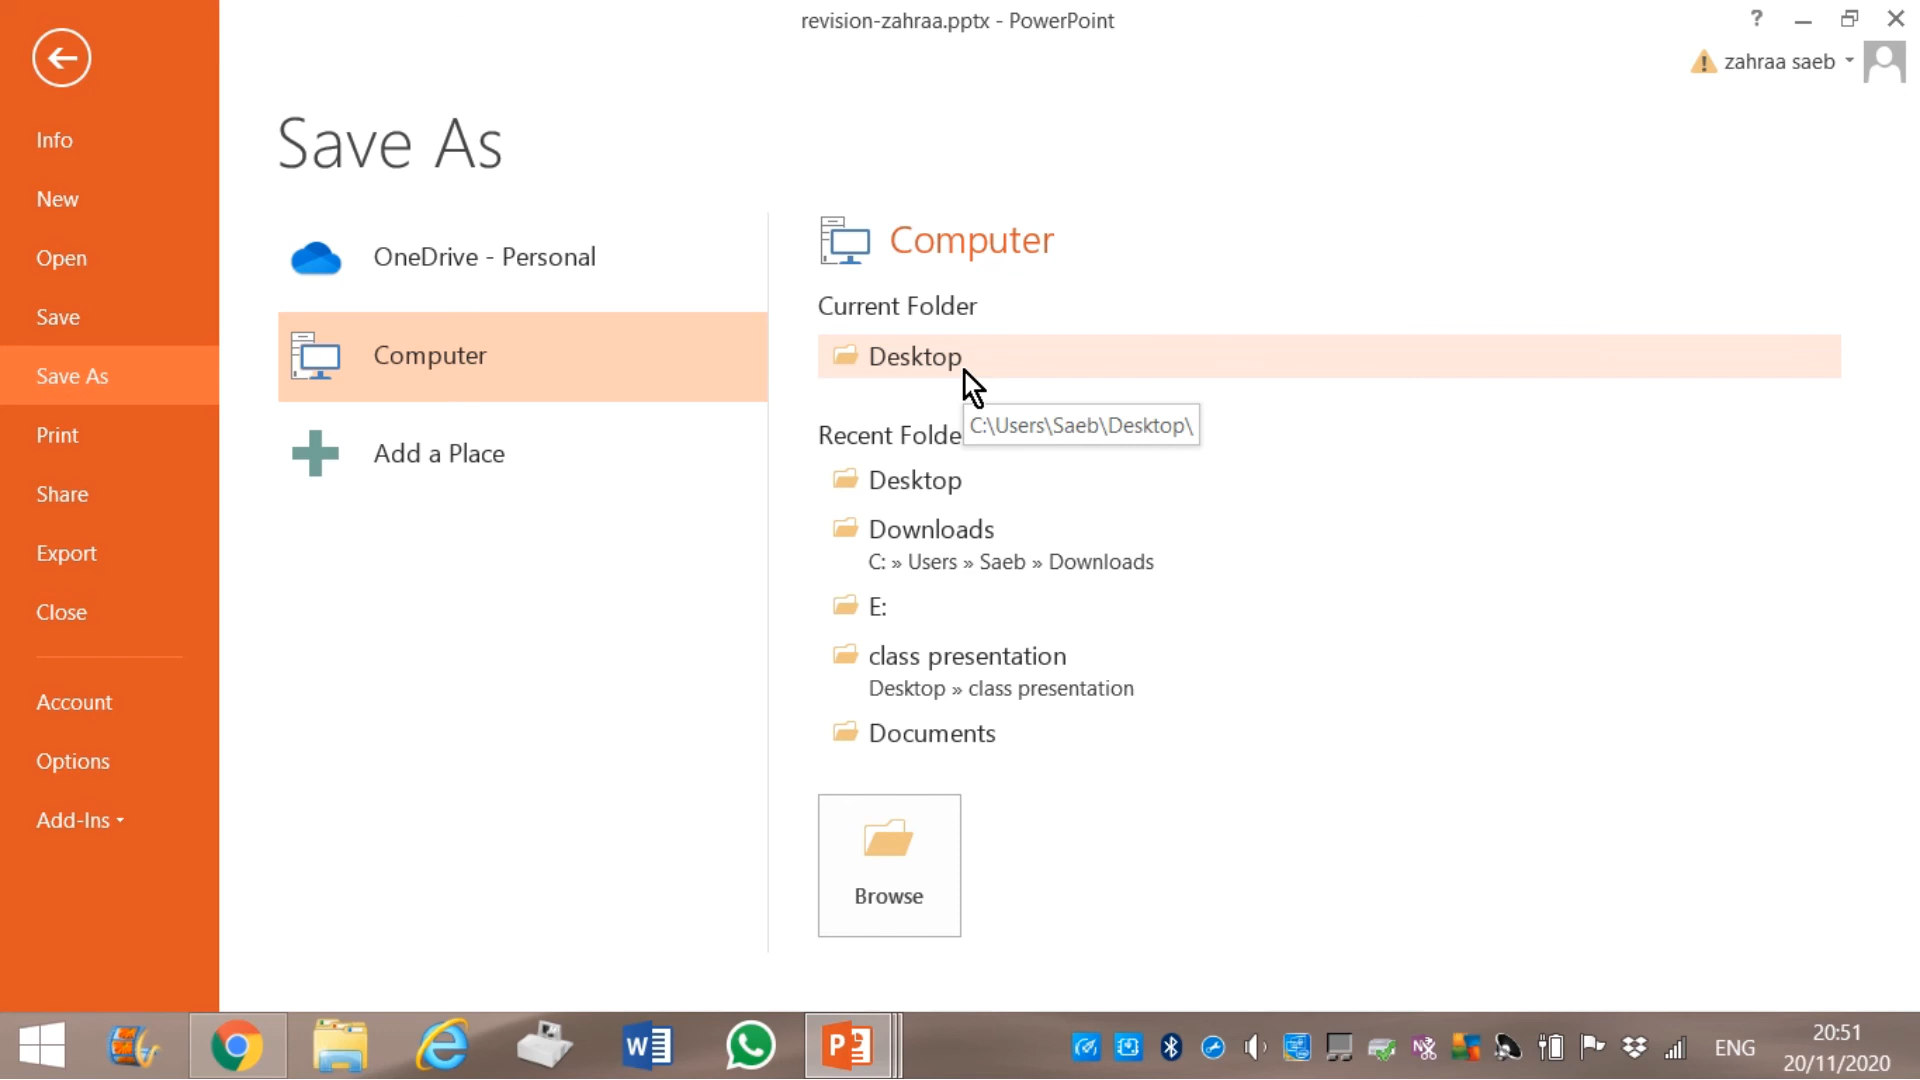 revision-zahraa.pptx - PowerPoint
?
zahraa saeb
Info
New
Open
Save
Save As
Print
Share
Export
Close
Account
Options
Add-Ins
Save As
OneDrive - Personal
Computer
Add a Place
Computer
Current Folder
Desktop
C:\Users\Saeb\Desktop\
Recent Folde
Desktop
Downloads
C: » Users » Saeb » Downloads
E:
class presentation
Desktop » class presentation
Documents
Browse
ENG
20:51
20/11/2020